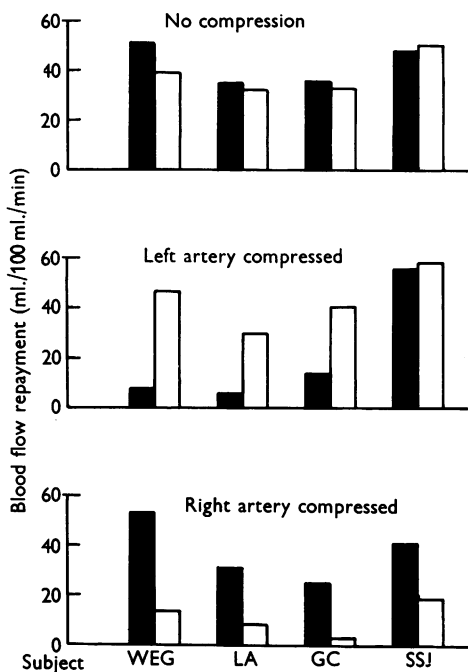 Blood flow repayment (ml./100 ml./min)
No compression
60
40
20
0
Left artery compressed
60
40
20
0
Right artery compressed
60
40
20
0
Subject WEG LA GC SSJ